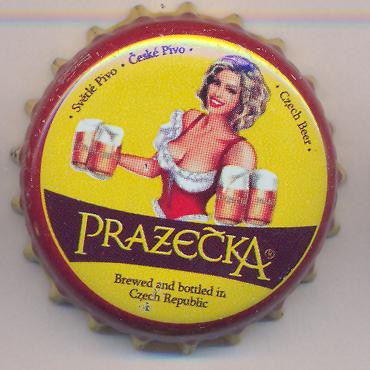 • Světlé Pivo • České Pivo •
• Czech Beer •
PRAŽEČKA®
Brewed and bottled in
Czech Republic